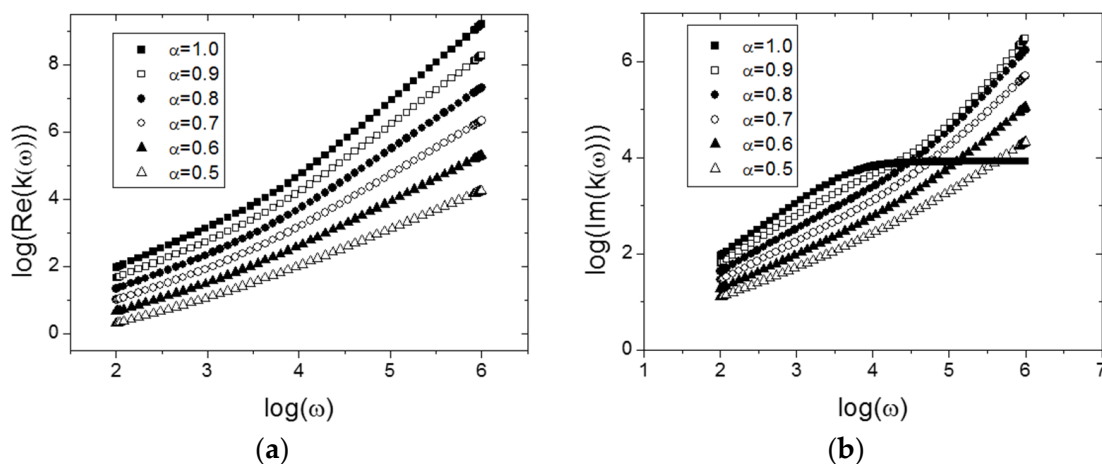 log(Re(k(ω)))
α=1.0
α=0.9
α=0.8
α=0.7
α=0.6
α=0.5
8
6
4
2
0
2 3 4 5 6
log(ω)
(a)
log(Im(k(ω)))
α=1.0
α=0.9
α=0.8
α=0.7
α=0.6
α=0.5
6
4
2
0
1 2 3 4 5 6 7
log(ω)
(b)